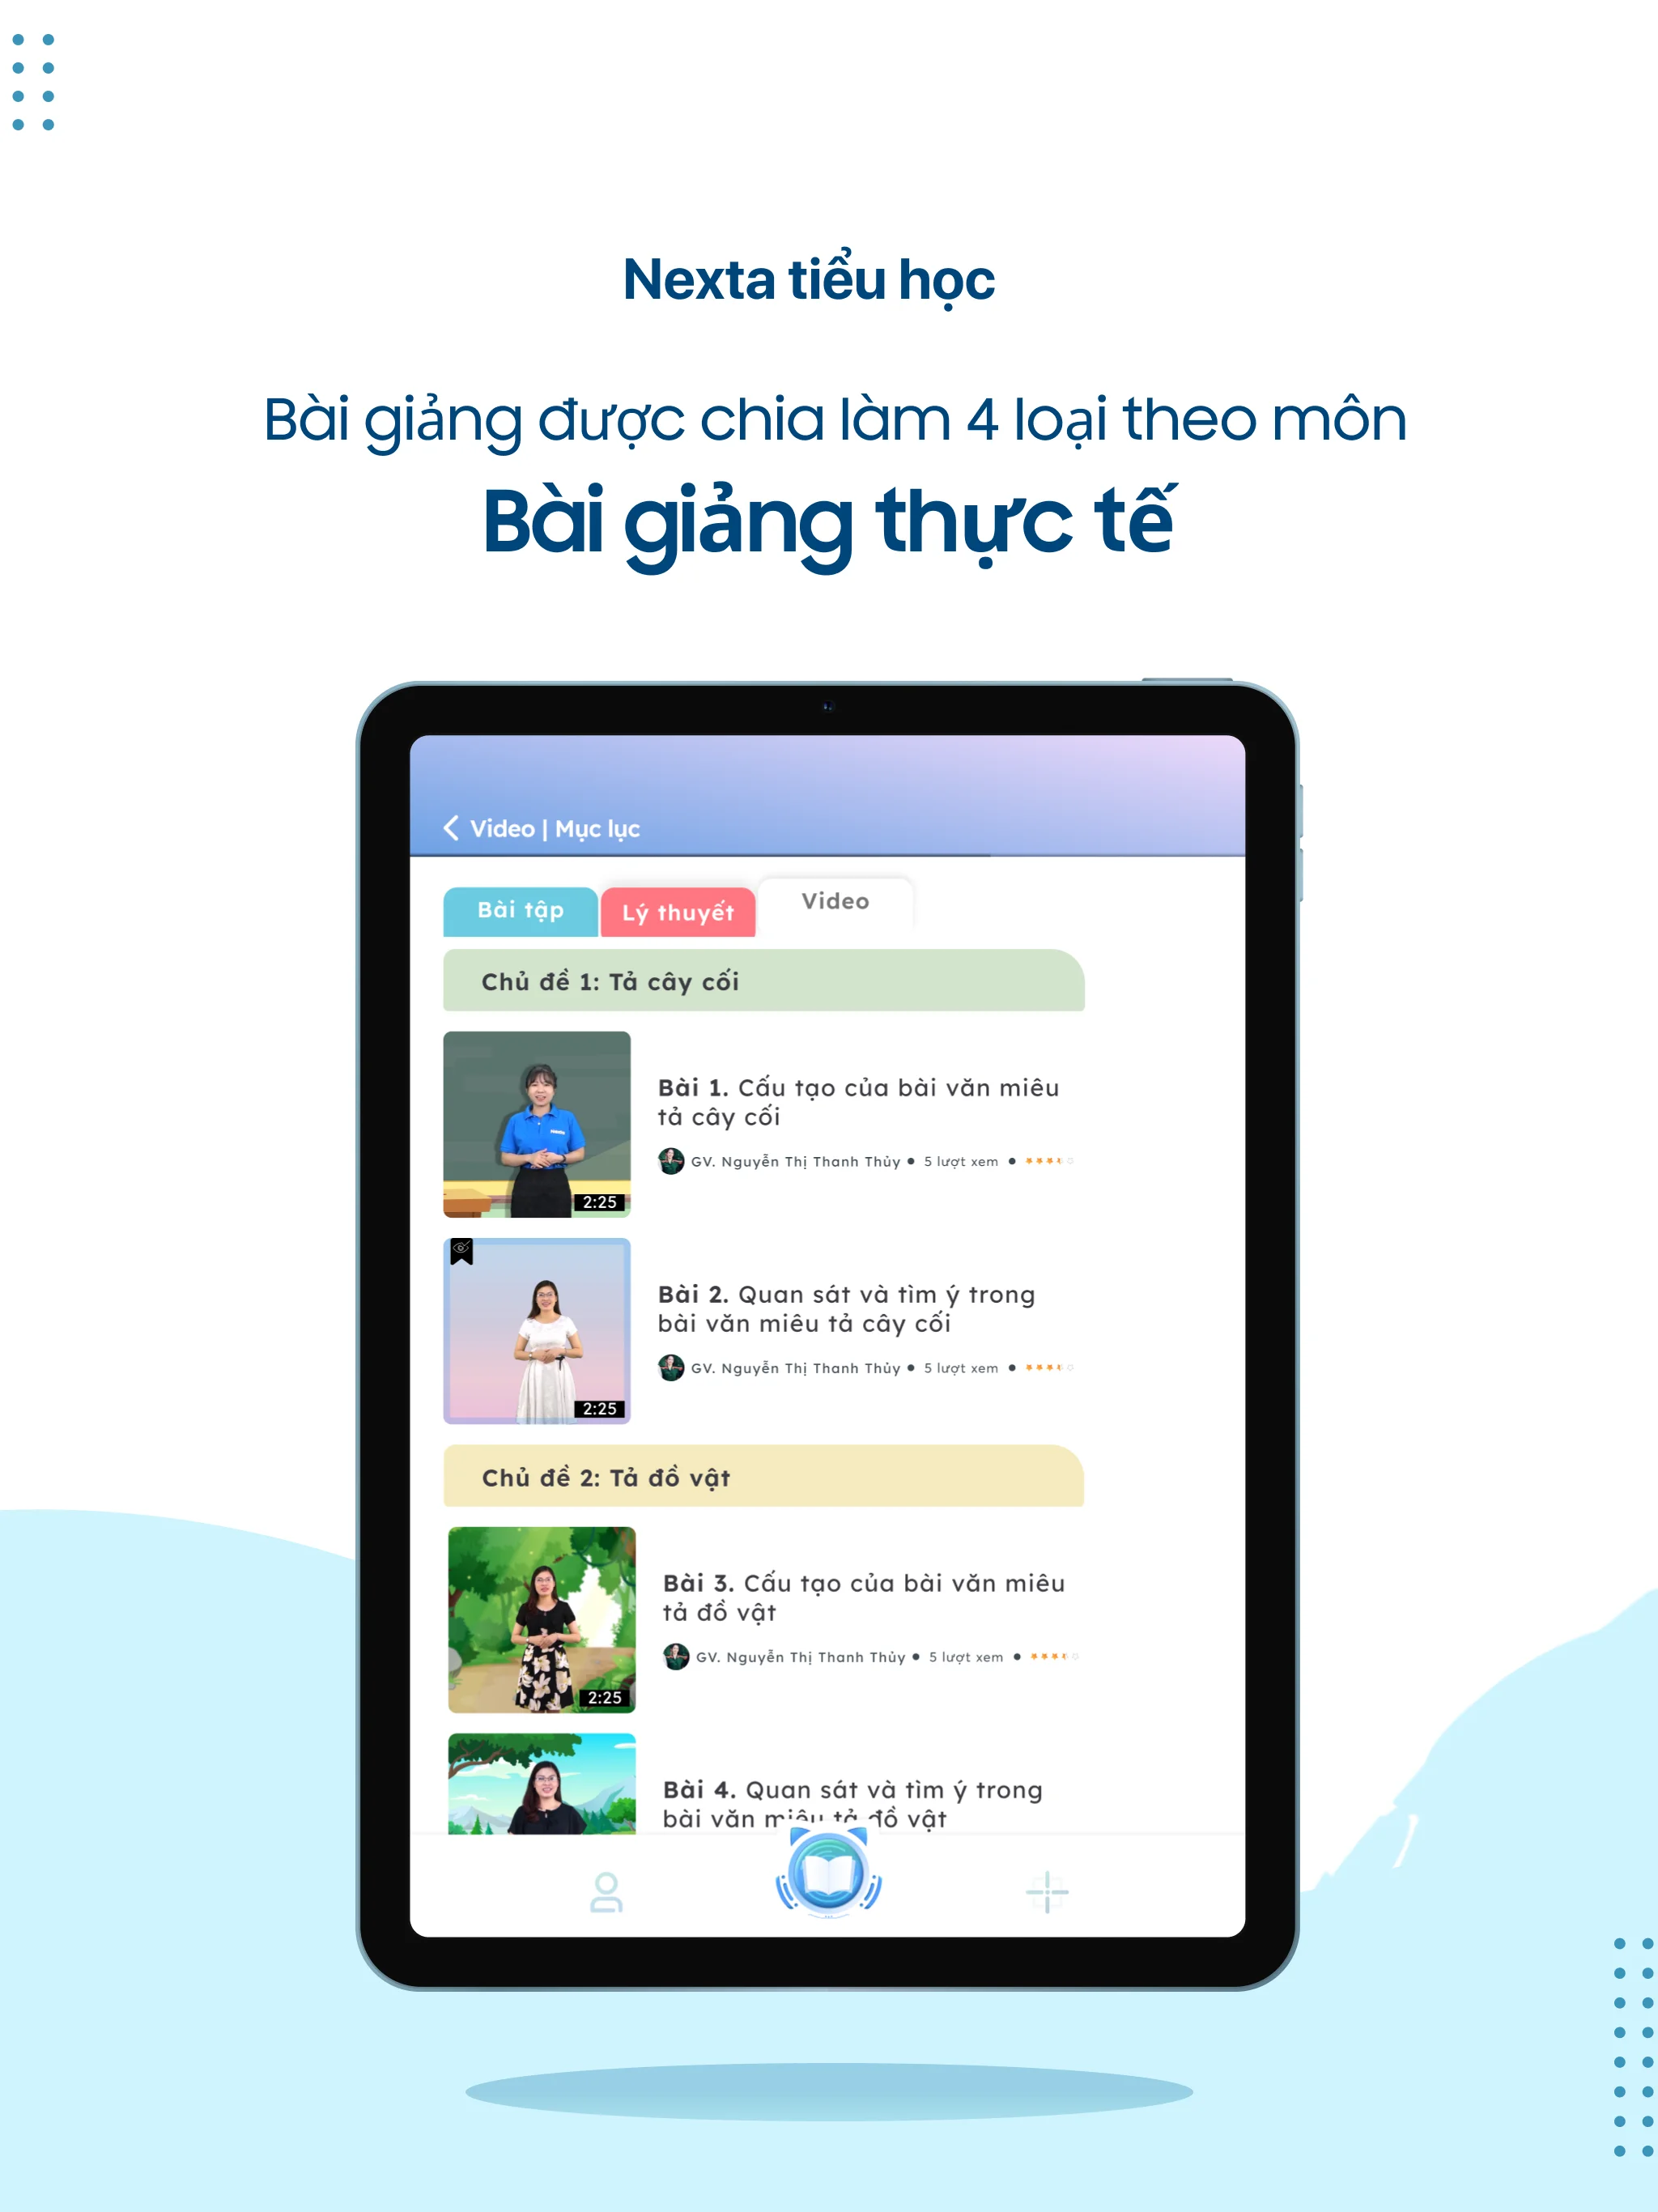 Nexta tiểu học
Bài giảng được chia làm 4 loại theo môn
Bài giảng thực tế
Video | Mục lục
Bài tập
Lý thuyết
Video
Chủ đề 1: Tả cây cối
Bài 1. Cấu tạo của bài văn miêu
tả cây cối
GV. Nguyễn Thị Thanh Thủy • 5 lượt xem •
2:25
Bài 2. Quan sát và tìm ý trong
bài văn miêu tả cây cối
GV. Nguyễn Thị Thanh Thủy • 5 lượt xem •
2:25
Chủ đề 2: Tả đồ vật
Bài 3. Cấu tạo của bài văn miêu
tả đồ vật
GV. Nguyễn Thị Thanh Thủy • 5 lượt xem •
2:25
Bài 4. Quan sát và tìm ý trong
bài văn miêu tả đồ vật